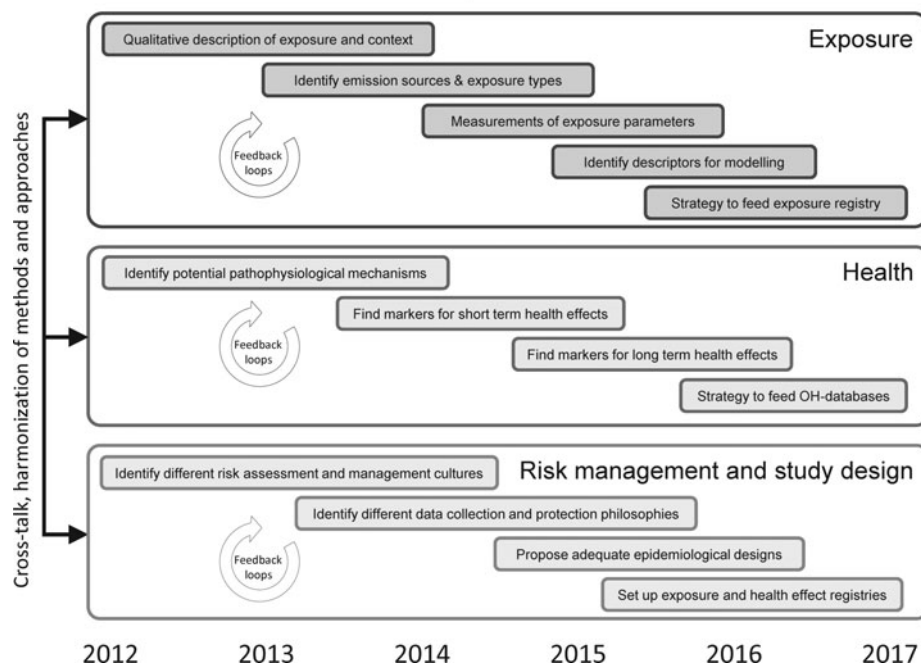 Cross-talk, harmonization of methods and approaches
Exposure
Qualitative description of exposure and context
Identify emission sources & exposure types
Measurements of exposure parameters
Identify descriptors for modelling
Strategy to feed exposure registry
Feedback
loops
Health
Identify potential pathophysiological mechanisms
Find markers for short term health effects
Find markers for long term health effects
Strategy to feed OH-databases
Feedback
loops
Risk management and study design
Identify different risk assessment and management cultures
Identify different data collection and protection philosophies
Propose adequate epidemiological designs
Set up exposure and health effect registries
Feedback
loops
2012 2013 2014 2015 2016 2017